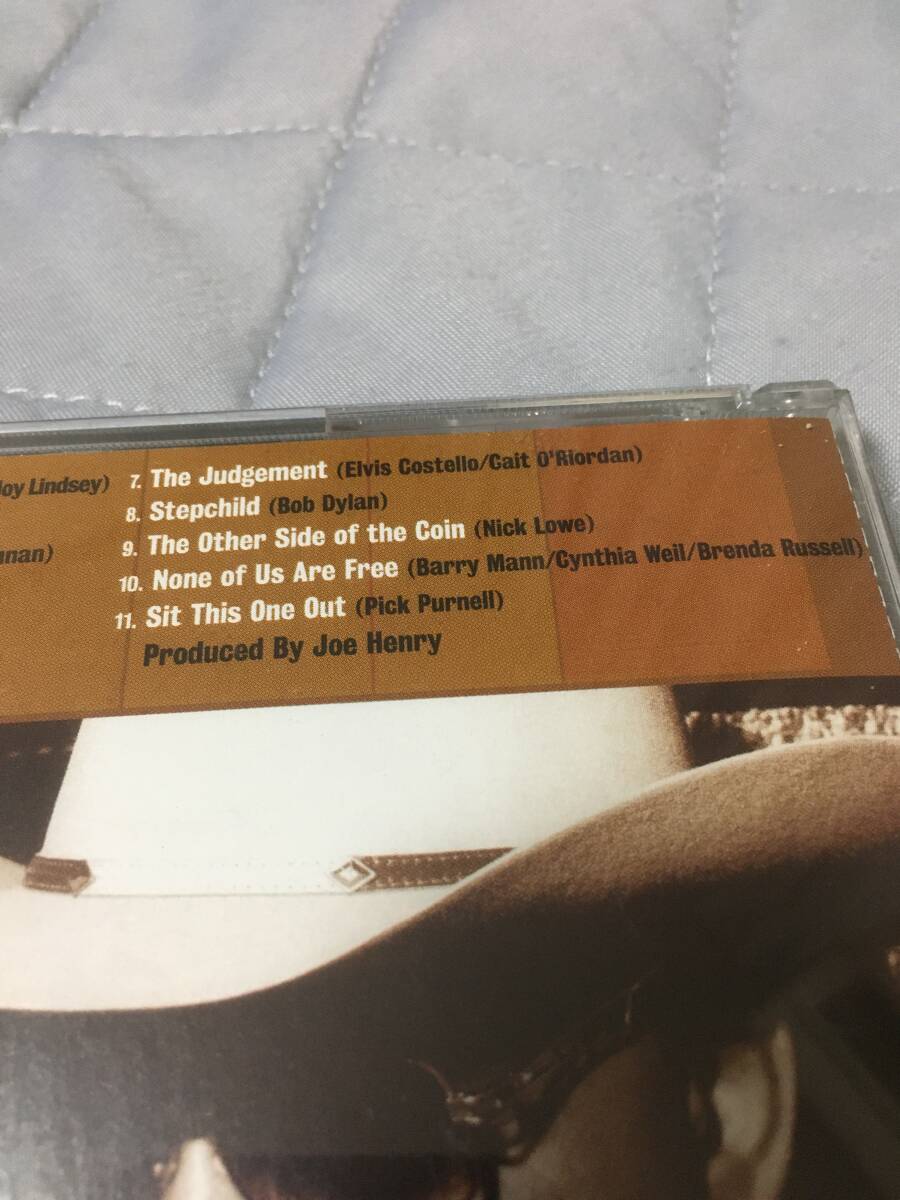 Joy Lindsey)
7. The Judgement (Elvis Costello/Cait O'Riordan)
8. Stepchild (Bob Dylan)
9. The Other Side of the Coin (Nick Lowe)
10. None of Us Are Free (Barry Mann/Cynthia Weil/Brenda Russell)
11. Sit This One Out (Pick Purnell)
Produced By Joe Henry